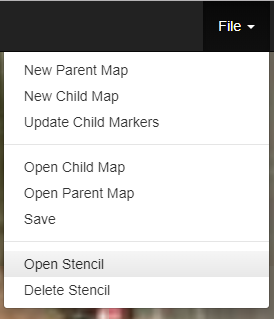 File
New Parent Map
New Child Map
Update Child Markers
Open Child Map
Open Parent Map
Save
Open Stencil
Delete Stencil